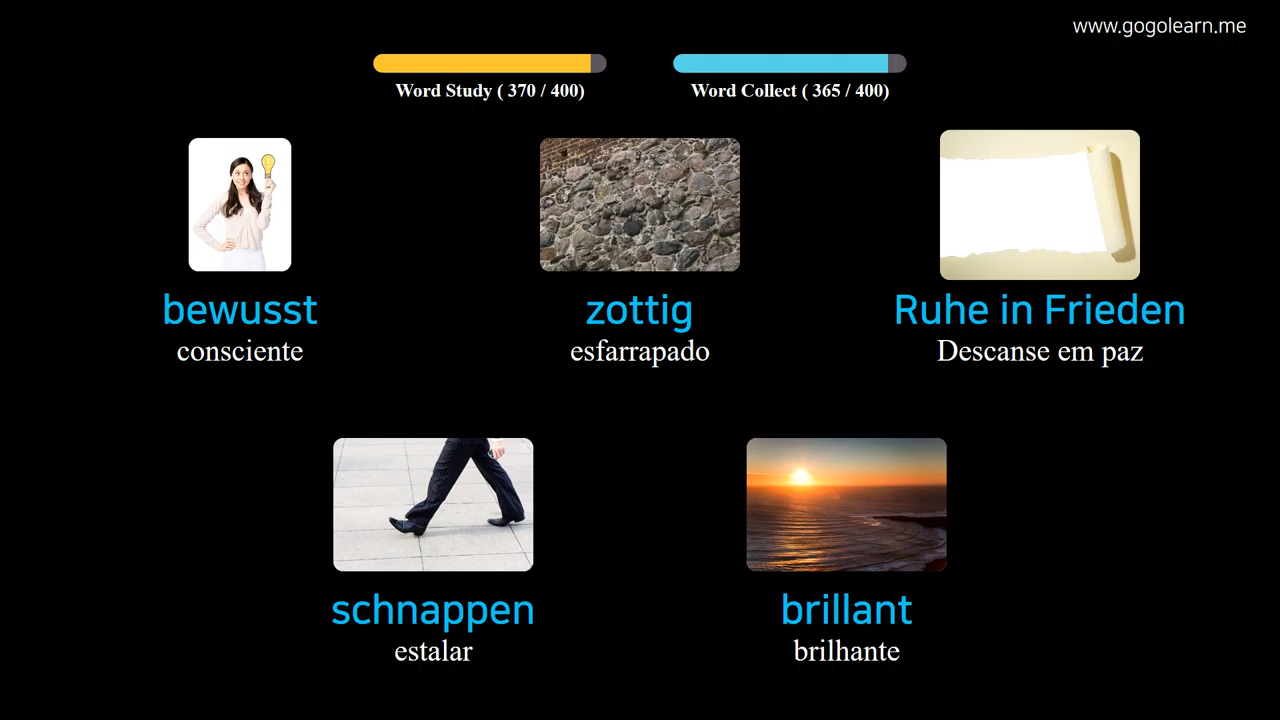 www.gogolearn.me
Word Study ( 370 / 400)
Word Collect ( 365 / 400)
bewusst
consciente
zottig
esfarrapado
Ruhe in Frieden
Descanse em paz
schnappen
estalar
brillant
brilhante